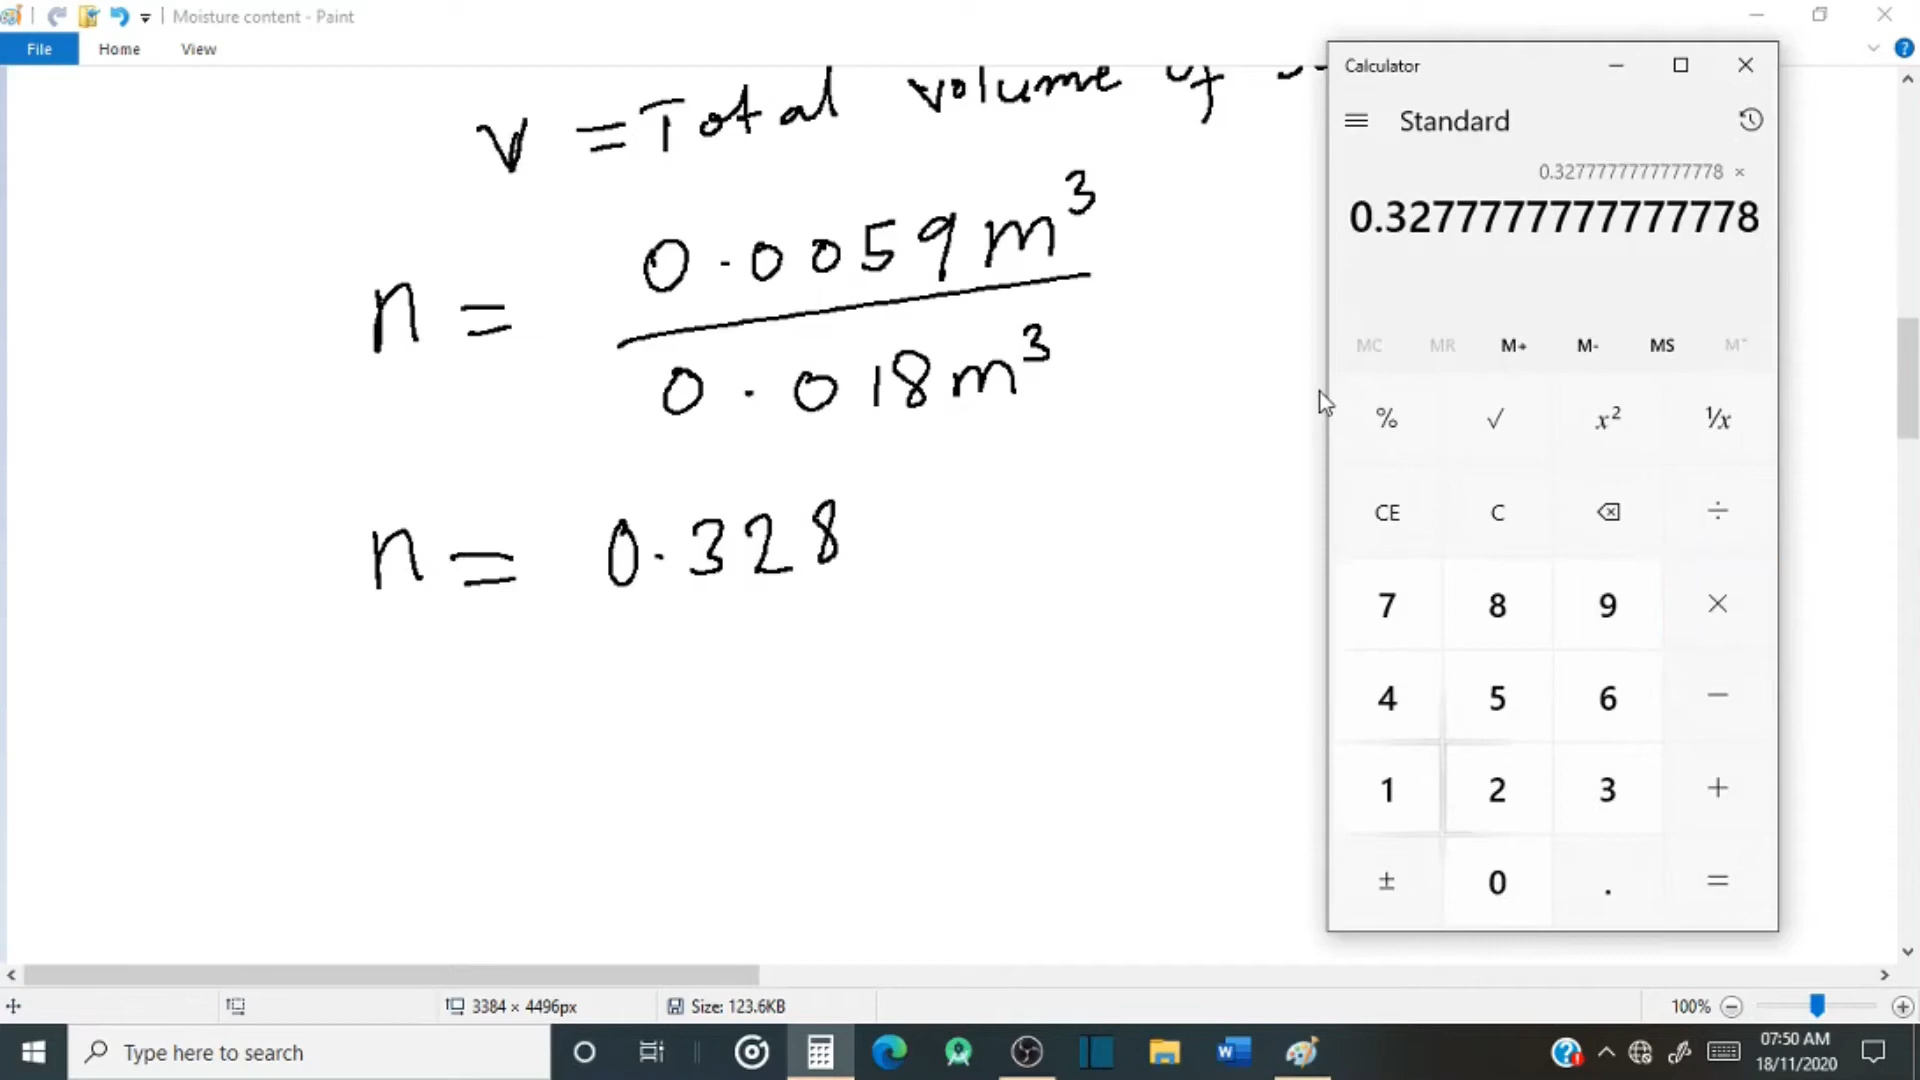 Moisture content - Paint
File Home View
V = Total volume of
n = 0.0059 m³
0.018 m³
n = 0.328
Calculator
Standard
0.3277777777777778 ×
0.3277777777777778
MC MR M+ M- MS M˅
% √ x² ¹/x
CE C ÷
7 8 9 ×
4 5 6 −
1 2 3 +
± 0 . =
3384 × 4496px Size: 123.6KB 100%
Type here to search
07:50 AM
18/11/2020